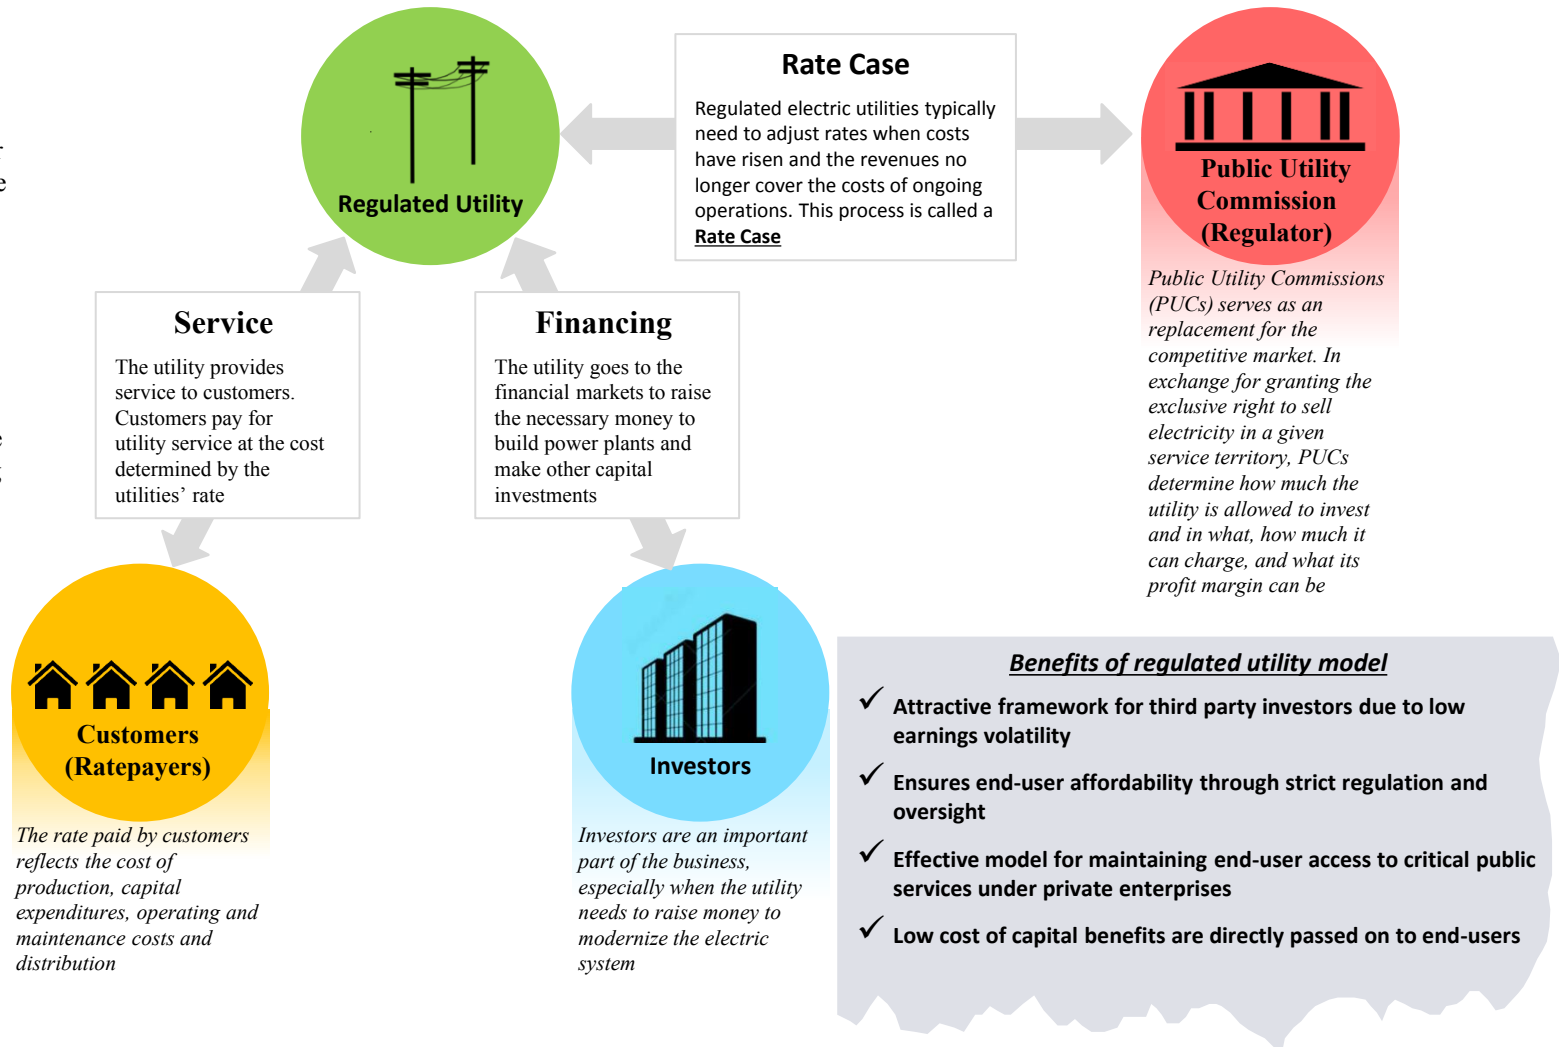 Regulated Utility
Rate Case
Regulated electric utilities typically
need to adjust rates when costs
have risen and the revenues no
longer cover the costs of ongoing
operations. This process is called a
Rate Case
Public Utility
Commission
(Regulator)
Public Utility Commissions
(PUCs) serves as an
replacement for the
competitive market. In
exchange for granting the
exclusive right to sell
electricity in a given
service territory, PUCs
determine how much the
utility is allowed to invest
and in what, how much it
can charge, and what its
profit margin can be
Service
The utility provides
service to customers.
Customers pay for
utility service at the cost
determined by the
utilities’ rate
Financing
The utility goes to the
financial markets to raise
the necessary money to
build power plants and
make other capital
investments
Customers
(Ratepayers)
The rate paid by customers
reflects the cost of
production, capital
expenditures, operating and
maintenance costs and
distribution
Investors
Investors are an important
part of the business,
especially when the utility
needs to raise money to
modernize the electric
system
Benefits of regulated utility model
✓ Attractive framework for third party investors due to low
earnings volatility
✓ Ensures end-user affordability through strict regulation and
oversight
✓ Effective model for maintaining end-user access to critical public
services under private enterprises
✓ Low cost of capital benefits are directly passed on to end-users